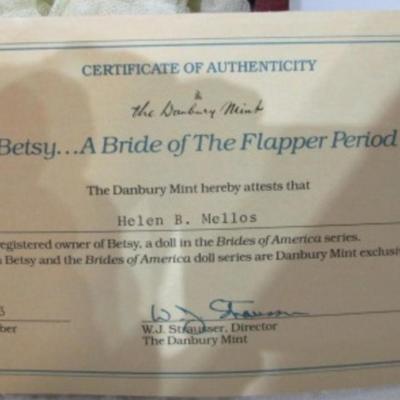 CERTIFICATE OF AUTHENTICITY
The Danbury Mint
Betsy...A Bride of The Flapper Period
The Danbury Mint hereby attests that
Helen B. Mellos
registered owner of Betsy, a doll in the Brides of America series.
Betsy and the Brides of America doll series are Danbury Mint
W.J. Strausser, Director
The Danbury Mint